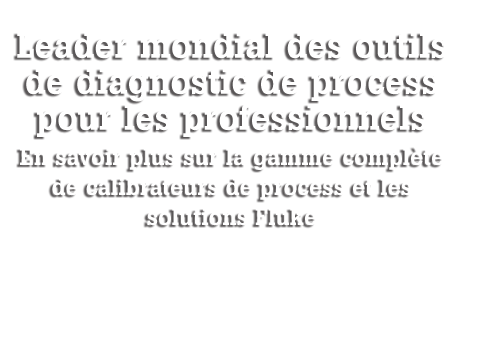 Leader mondial des outils
de diagnostic de process
pour les professionnels
En savoir plus sur la gamme complète
de calibrateurs de process et les
solutions Fluke